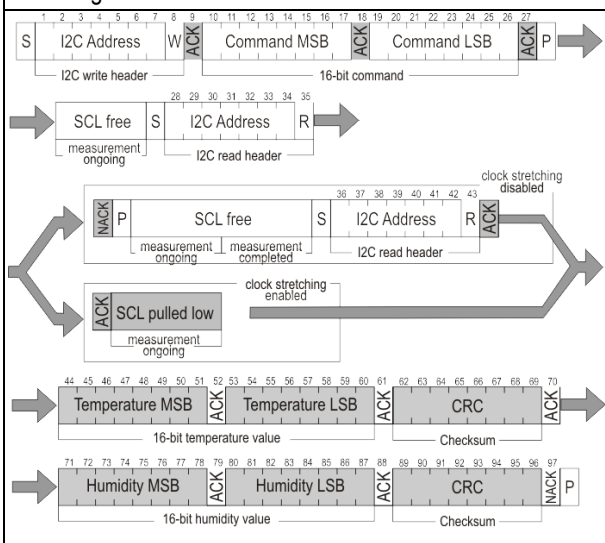 1 2 3 4 5 6 7 8 9 10 11 12 13 14 15 16 17 18 19 20 21 22 23 24 25 26 27
S I2C Address W ACK Command MSB ACK Command LSB ACK P
I2C write header 16-bit command
28 29 30 31 32 33 34 35
SCL free S I2C Address R
measurement ongoing I2C read header
clock stretching disabled
36 37 38 39 40 41 42 43
NACK P SCL free S I2C Address R ACK
measurement ongoing measurement completed I2C read header
clock stretching enabled
ACK SCL pulled low
measurement ongoing
44 45 46 47 48 49 50 51 52 53 54 55 56 57 58 59 60 61 62 63 64 65 66 67 68 69 70
Temperature MSB ACK Temperature LSB ACK CRC ACK
16-bit temperature value Checksum
71 72 73 74 75 76 77 78 79 80 81 82 83 84 85 86 87 88 89 90 91 92 93 94 95 96 97
Humidity MSB ACK Humidity LSB ACK CRC NACK P
16-bit humidity value Checksum